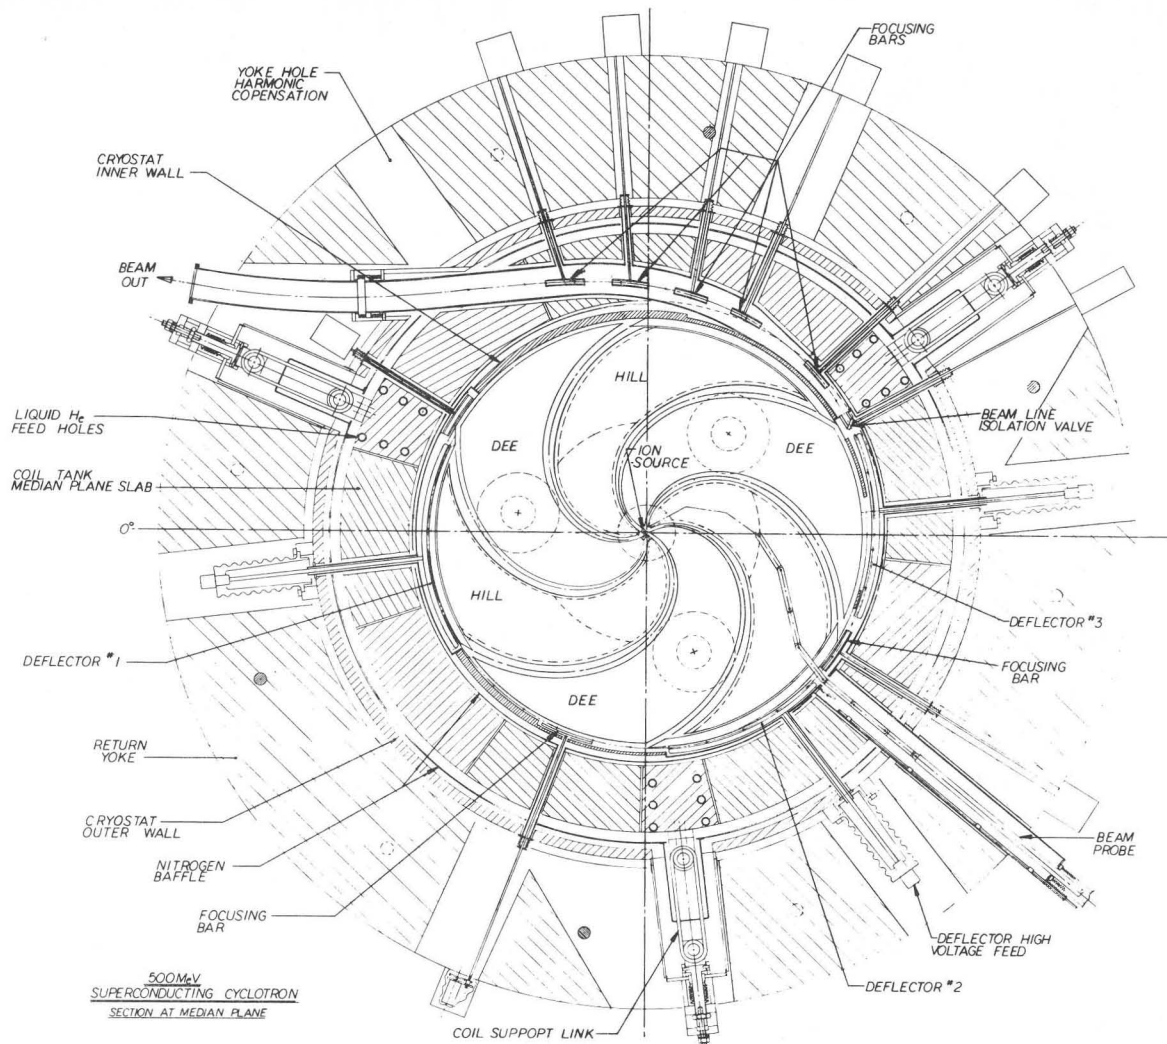 FOCUSING
BARS
YOKE HOLE
HARMONIC
COPENSATION
CRYOSTAT
INNER WALL
BEAM
OUT
HILL
LIQUID He
FEED HOLES
BEAM LINE
ISOLATION VALVE
DEE
ION
SOURCE
DEE
COIL TANK
MEDIAN PLANE SLAB
0°
HILL
DEFLECTOR #1
DEFLECTOR #3
FOCUSING
BAR
DEE
RETURN
YOKE
CRYOSTAT
OUTER WALL
BEAM
PROBE
NITROGEN
BAFFLE
FOCUSING
BAR
DEFLECTOR HIGH
VOLTAGE FEED
DEFLECTOR #2
500MeV
SUPERCONDUCTING CYCLOTRON
SECTION AT MEDIAN PLANE
COIL SUPPORT LINK